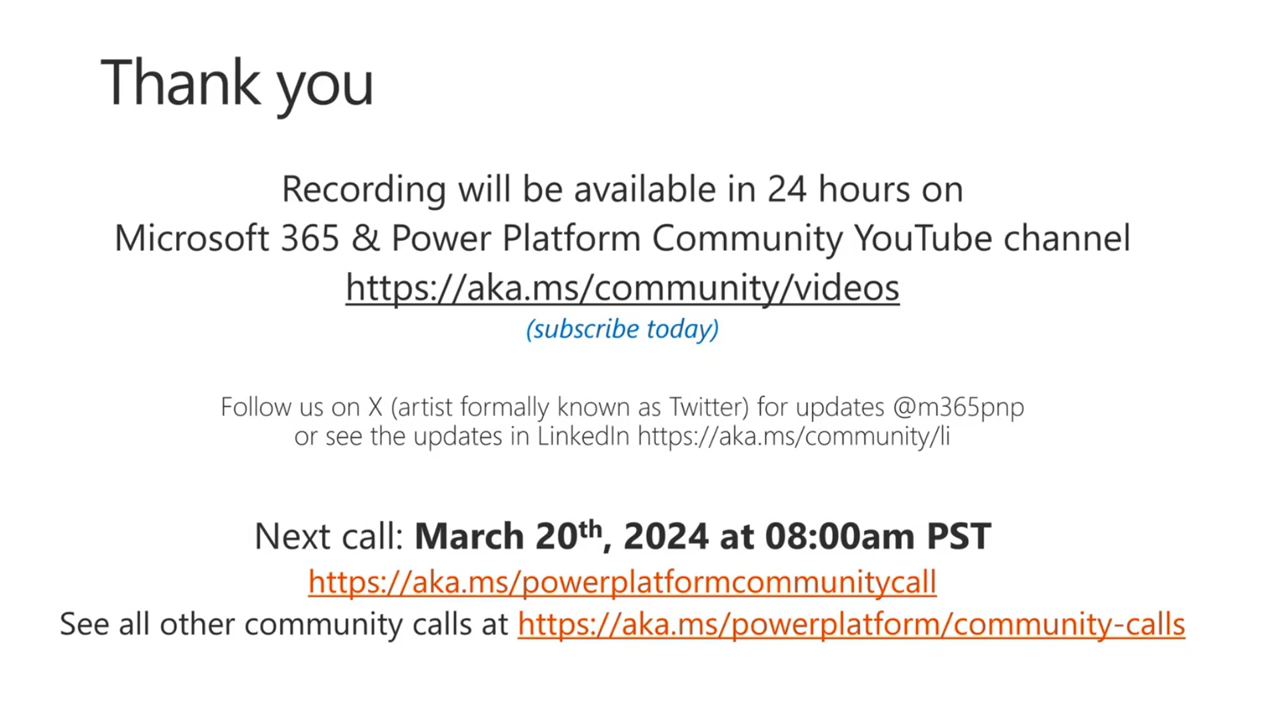 Thank you
Recording will be available in 24 hours on
Microsoft 365 & Power Platform Community YouTube channel
https://aka.ms/community/videos
(subscribe today)
Follow us on X (artist formally known as Twitter) for updates @m365pnp
or see the updates in LinkedIn https://aka.ms/community/li
Next call: March 20th, 2024 at 08:00am PST
https://aka.ms/powerplatformcommunitycall
See all other community calls at https://aka.ms/powerplatform/community-calls